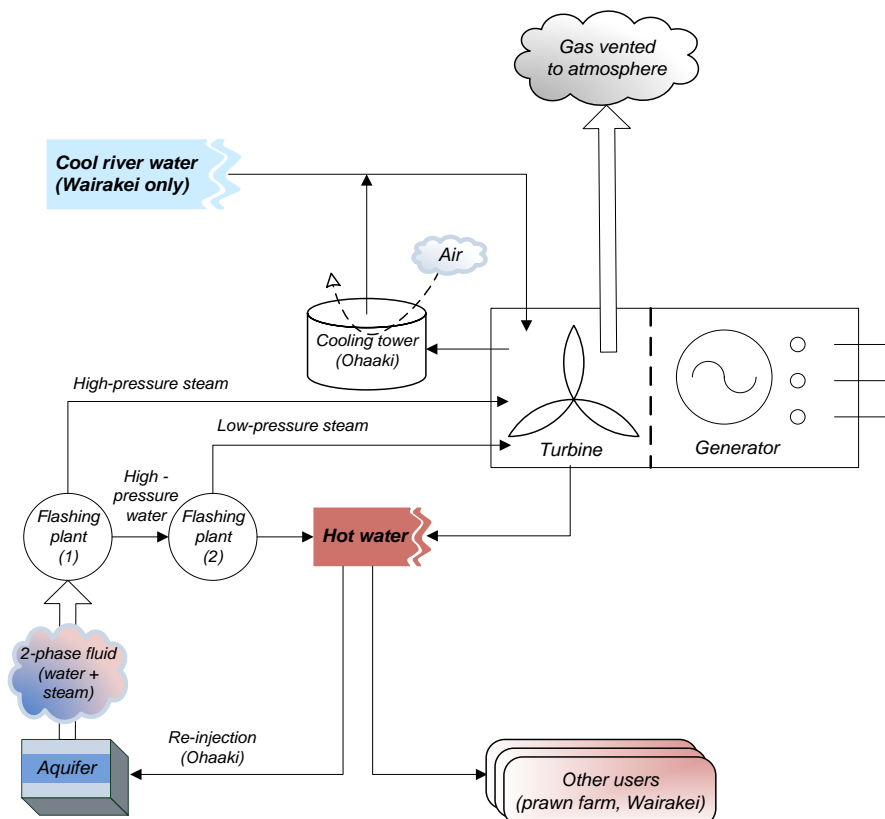 Gas vented
to atmosphere
Cool river water
(Wairakei only)
Air
Cooling tower
(Ohaaki)
High-pressure steam
Low-pressure steam
Turbine
Generator
High -
pressure
water
Flashing
plant
(1)
Flashing
plant
(2)
Hot water
2-phase fluid
(water +
steam)
Re-injection
(Ohaaki)
Aquifer
Other users
(prawn farm, Wairakei)